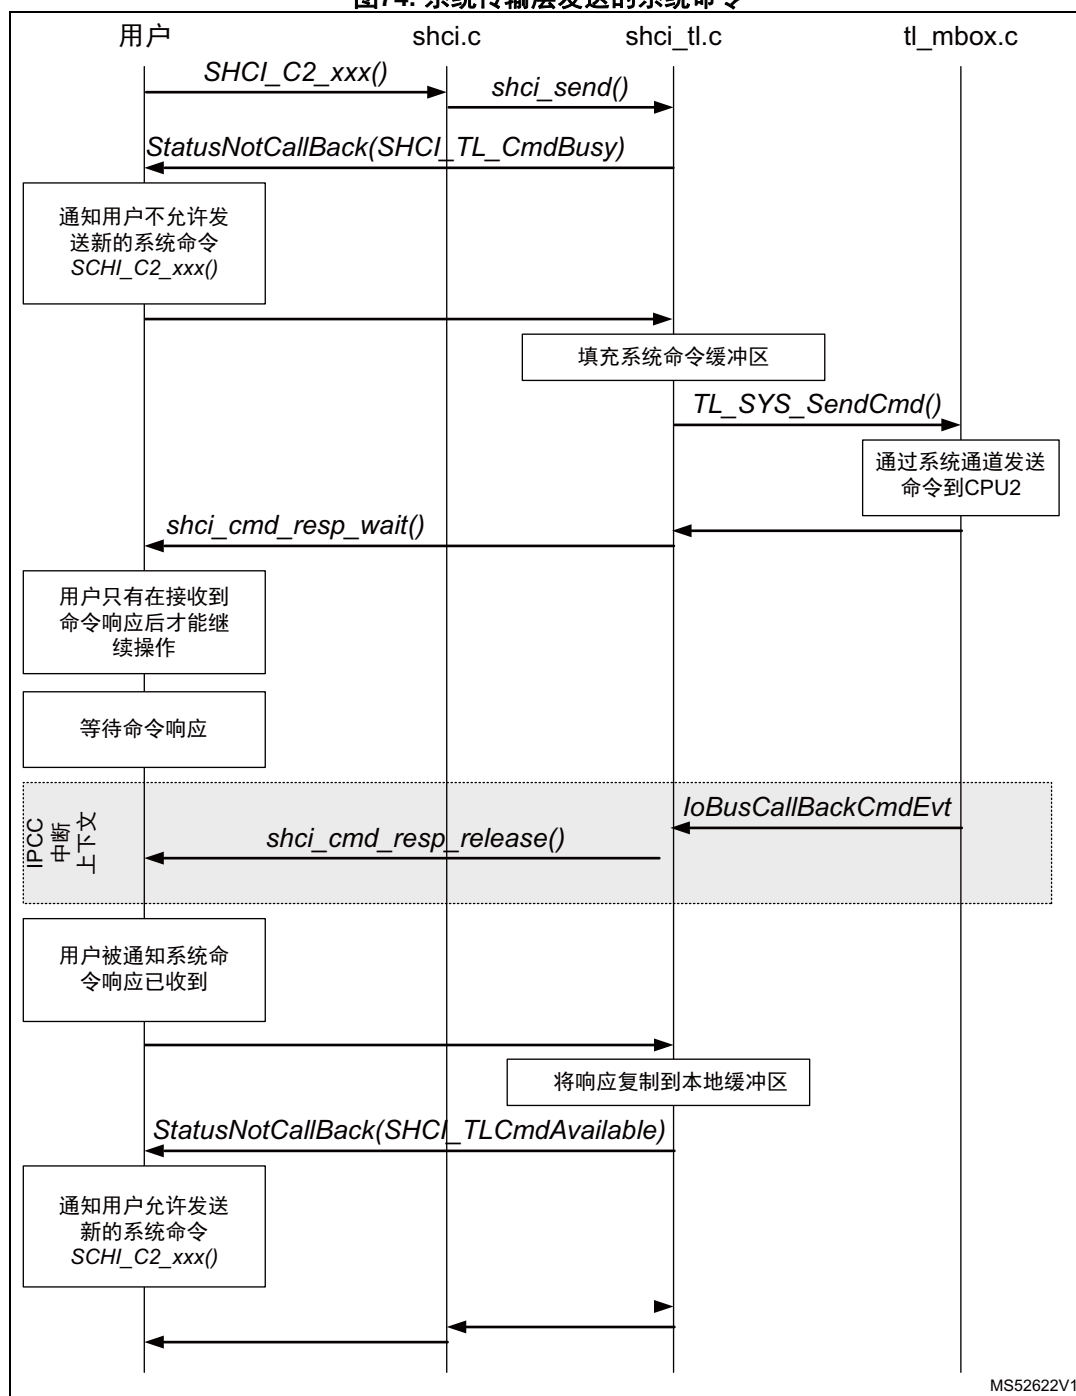 图74. 系统传输层发送的系统命令
用户
shci.c
shci_tl.c
tl_mbox.c
SHCI_C2_xxx()
shci_send()
StatusNotCallBack(SHCI_TL_CmdBusy)
通知用户不允许发
送新的系统命令
SCHI_C2_xxx()
填充系统命令缓冲区
TL_SYS_SendCmd()
通过系统通道发送
命令到CPU2
shci_cmd_resp_wait()
用户只有在接收到
命令响应后才能继
续操作
等待命令响应
IPCC
中断
上下文
IoBusCallBackCmdEvt
shci_cmd_resp_release()
用户被通知系统命
令响应已收到
将响应复制到本地缓冲区
StatusNotCallBack(SHCI_TLCmdAvailable)
通知用户允许发送
新的系统命令
SCHI_C2_xxx()
MS52622V1